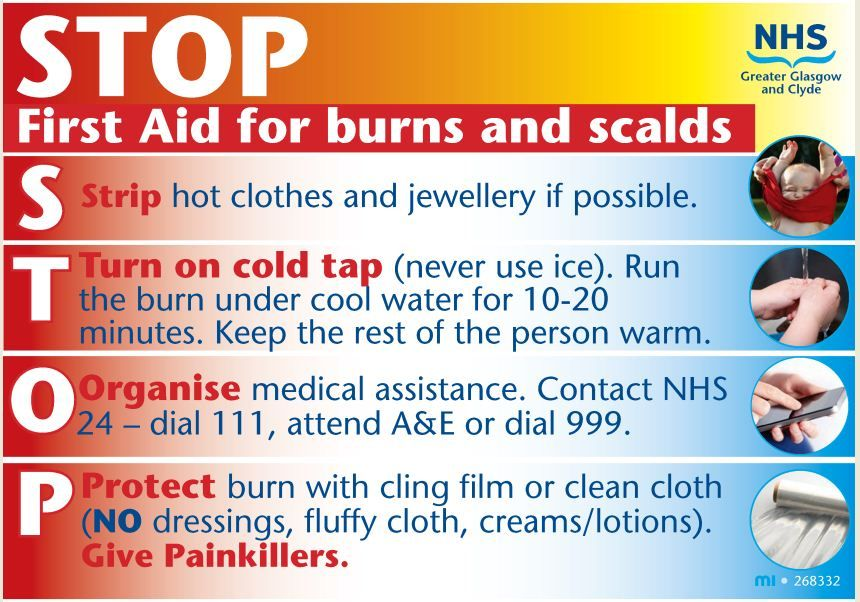 STOP
NHS
Greater Glasgow
and Clyde
First Aid for burns and scalds
S
Strip hot clothes and jewellery if possible.
T
Turn on cold tap (never use ice). Run
the burn under cool water for 10-20
minutes. Keep the rest of the person warm.
O
Organise medical assistance. Contact NHS
24 – dial 111, attend A&E or dial 999.
P
Protect burn with cling film or clean cloth
(NO dressings, fluffy cloth, creams/lotions).
Give Painkillers.
mi • 268332